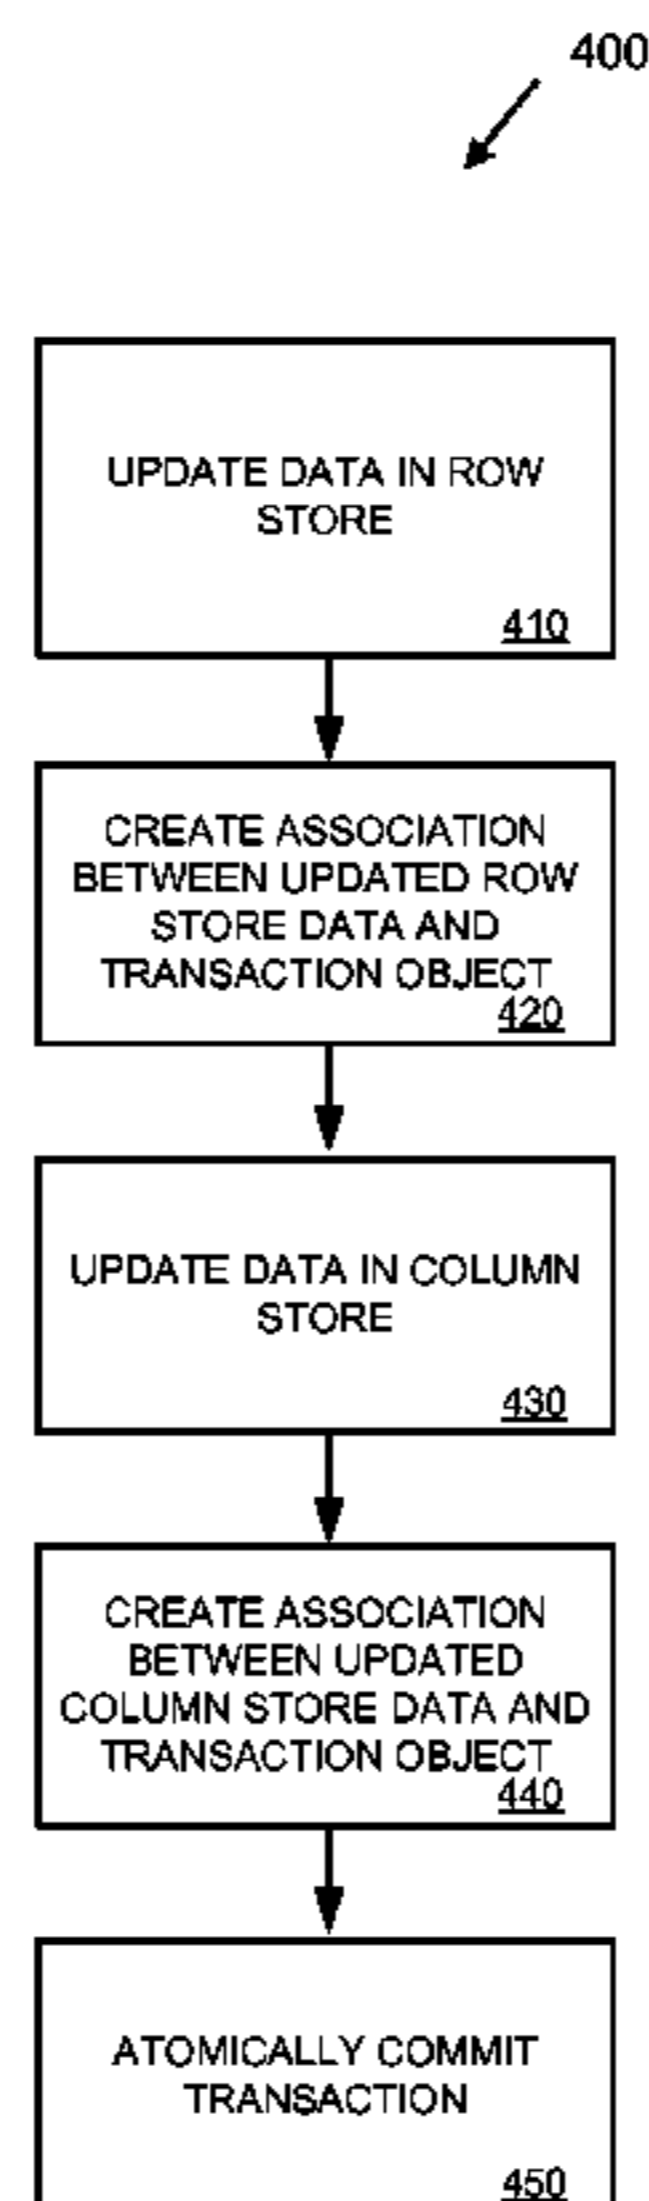 400
UPDATE DATA IN ROW
STORE
410
CREATE ASSOCIATION
BETWEEN UPDATED ROW
STORE DATA AND
TRANSACTION OBJECT
420
UPDATE DATA IN COLUMN
STORE
430
CREATE ASSOCIATION
BETWEEN UPDATED
COLUMN STORE DATA AND
TRANSACTION OBJECT
440
ATOMICALLY COMMIT
TRANSACTION
450